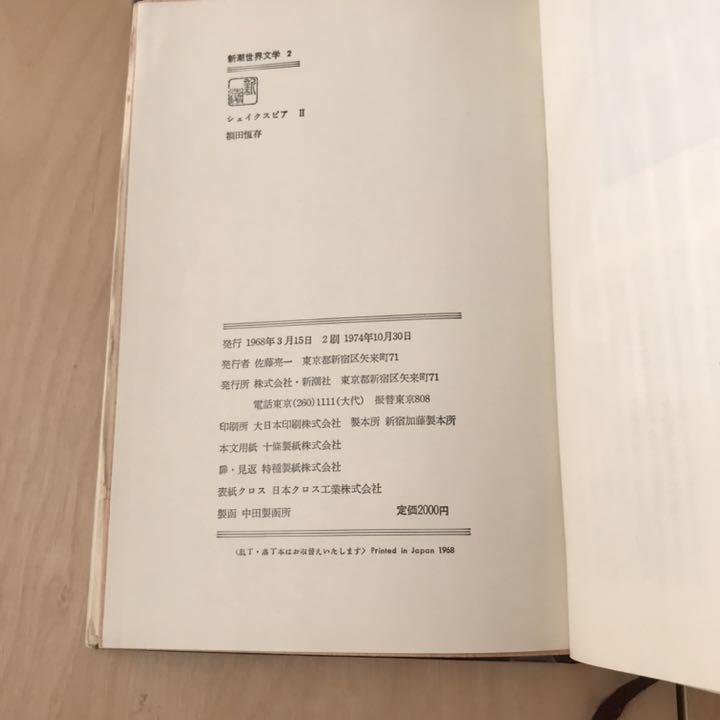 新潮世界文学 2
新潮
シェイクスピア Ⅱ
福田恆存
発行 1968年3月15日 2刷 1974年10月30日
発行者 佐藤亮一 東京都新宿区矢来町71
発行所 株式会社・新潮社 東京都新宿区矢来町71
電話東京(260)1111(大代) 振替東京808
印刷所 大日本印刷株式会社 製本所 新宿加藤製本所
本文用紙 十條製紙株式会社
扉・見返 特種製紙株式会社
表紙クロス 日本クロス工業株式会社
製函 中田製函所 定価2000円
〈乱丁・落丁本はお取替えいたします〉 Printed in Japan 1968